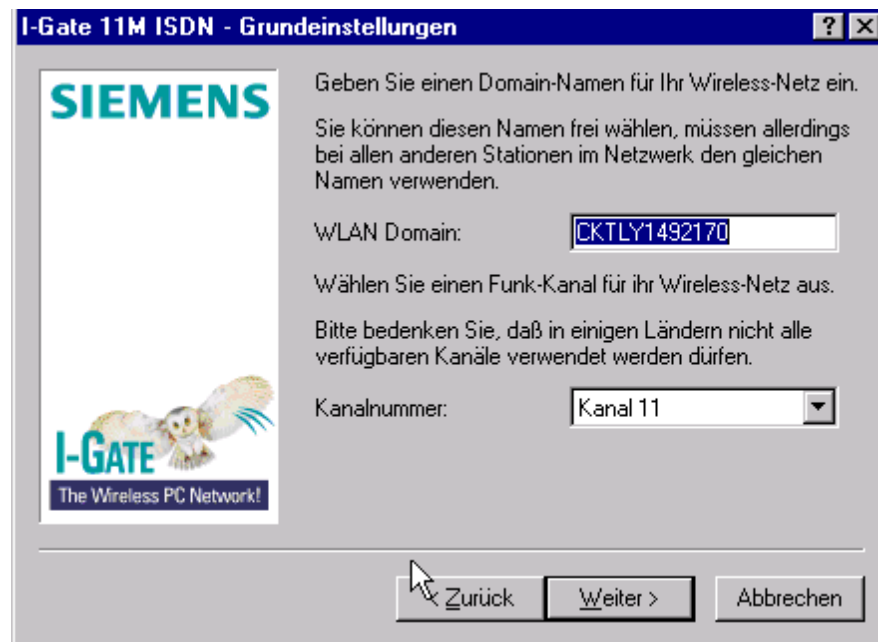 I-Gate 11M ISDN - Grundeinstellungen
SIEMENS
Geben Sie einen Domain-Namen für Ihr Wireless-Netz ein.
Sie können diesen Namen frei wählen, müssen allerdings
bei allen anderen Stationen im Netzwerk den gleichen
Namen verwenden.
WLAN Domain: CKTLY1492170
Wählen Sie einen Funk-Kanal für ihr Wireless-Netz aus.
Bitte bedenken Sie, daß in einigen Ländern nicht alle
verfügbaren Kanäle verwendet werden dürfen.
Kanalnummer: Kanal 11
I-GATE
The Wireless PC Network!
< Zurück Weiter > Abbrechen